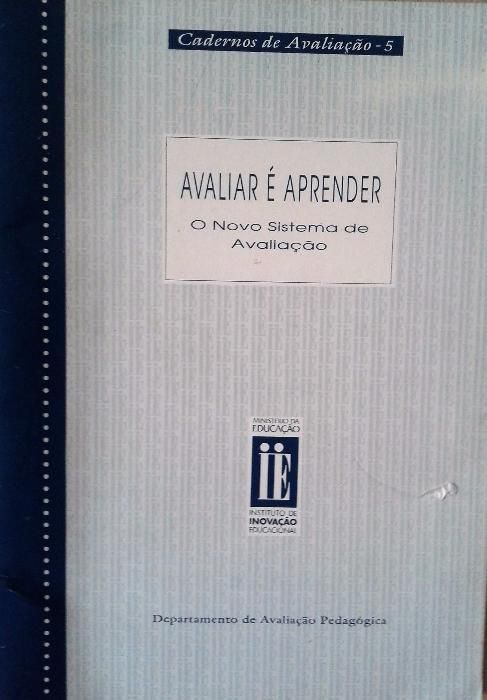 Cadernos de Avaliação - 5
AVALIAR É APRENDER
O Novo Sistema de
Avaliação
MINISTÉRIO DA
EDUCAÇÃO
IIE
INSTITUTO DE
INOVAÇÃO
EDUCACIONAL
Departamento de Avaliação Pedagógica